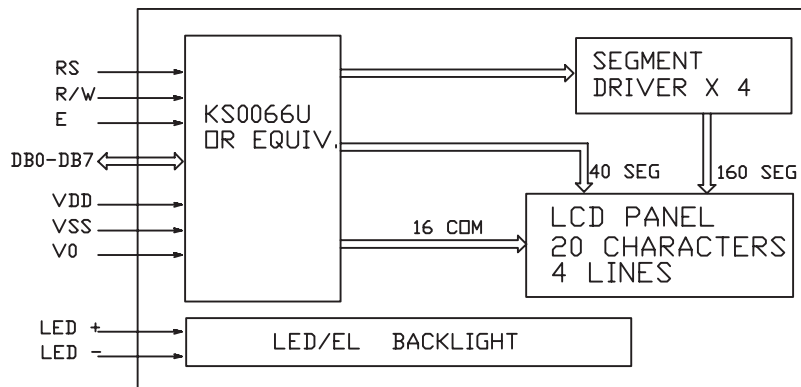 RS
R/W
E
DB0-DB7
VDD
VSS
V0
LED +
LED -
KS0066U
OR EQUIV.
SEGMENT
DRIVER X 4
40 SEG
160 SEG
16 COM
LCD PANEL
20 CHARACTERS
4 LINES
LED/EL BACKLIGHT